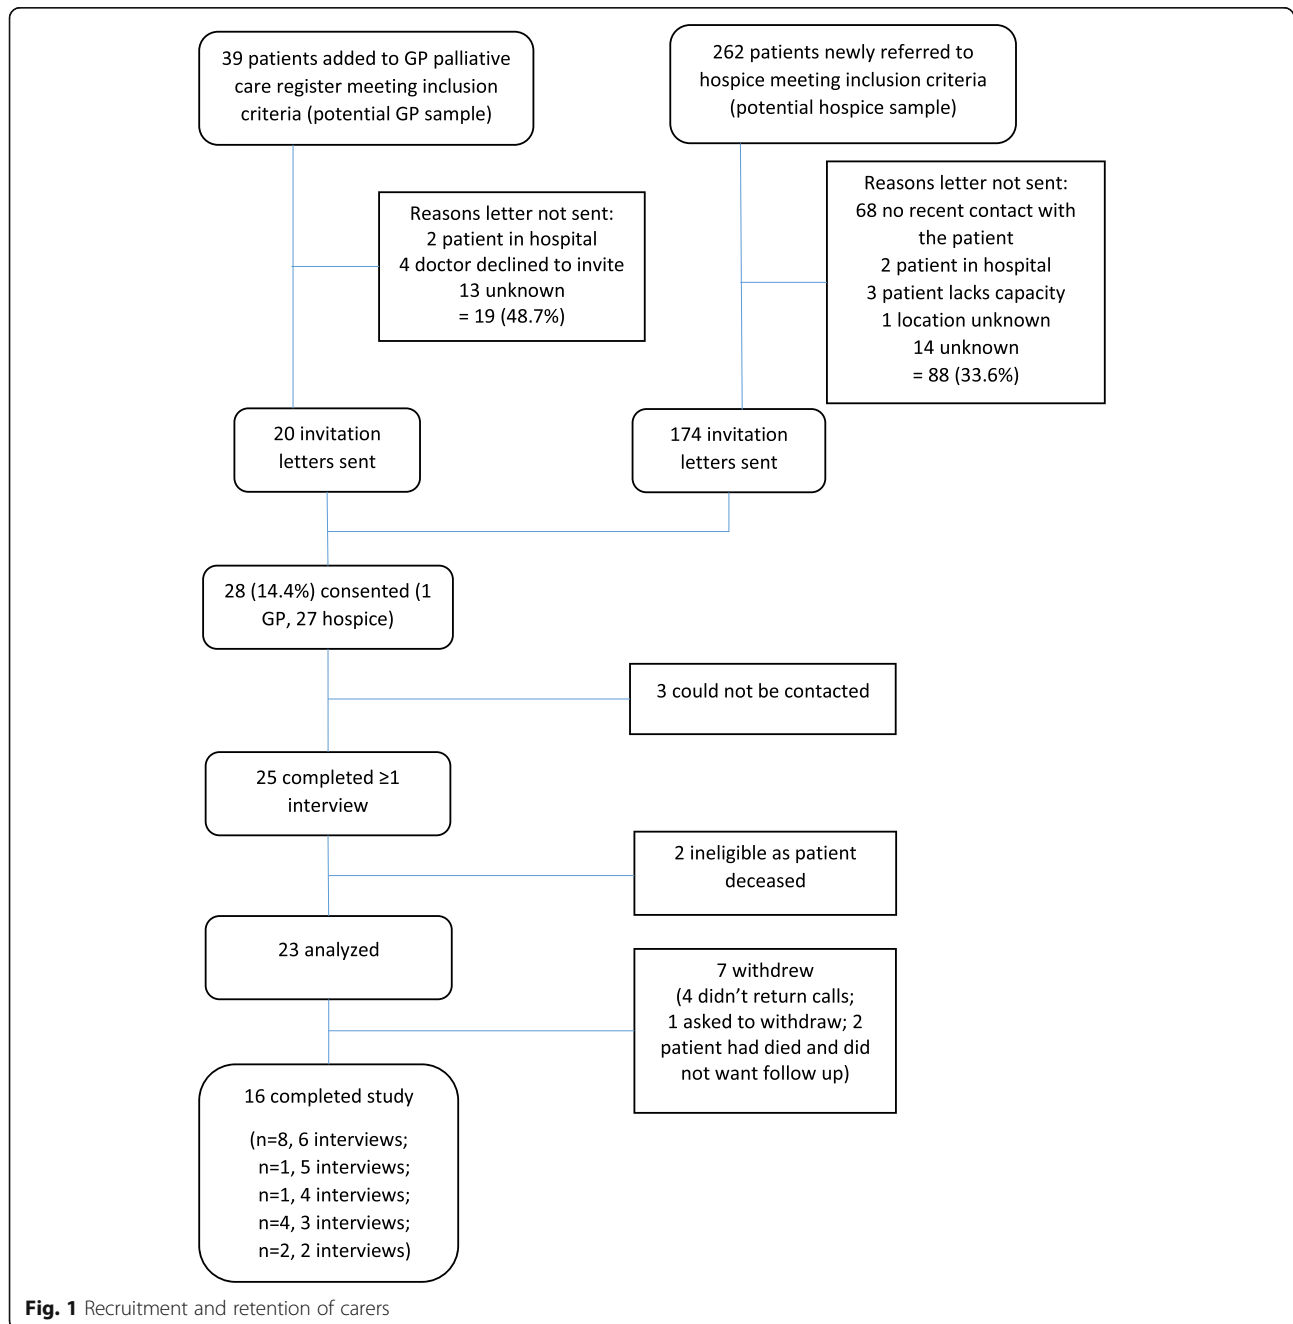 39 patients added to GP palliative
care register meeting inclusion
criteria (potential GP sample)
262 patients newly referred to
hospice meeting inclusion criteria
(potential hospice sample)
Reasons letter not sent:
2 patient in hospital
4 doctor declined to invite
13 unknown
= 19 (48.7%)
Reasons letter not sent:
68 no recent contact with
the patient
2 patient in hospital
3 patient lacks capacity
1 location unknown
14 unknown
= 88 (33.6%)
20 invitation
letters sent
174 invitation
letters sent
28 (14.4%) consented (1
GP, 27 hospice)
3 could not be contacted
25 completed ≥1
interview
2 ineligible as patient
deceased
23 analyzed
7 withdrew
(4 didn’t return calls;
1 asked to withdraw; 2
patient had died and did
not want follow up)
16 completed study
(n=8, 6 interviews;
n=1, 5 interviews;
n=1, 4 interviews;
n=4, 3 interviews;
n=2, 2 interviews)
Fig. 1 Recruitment and retention of carers